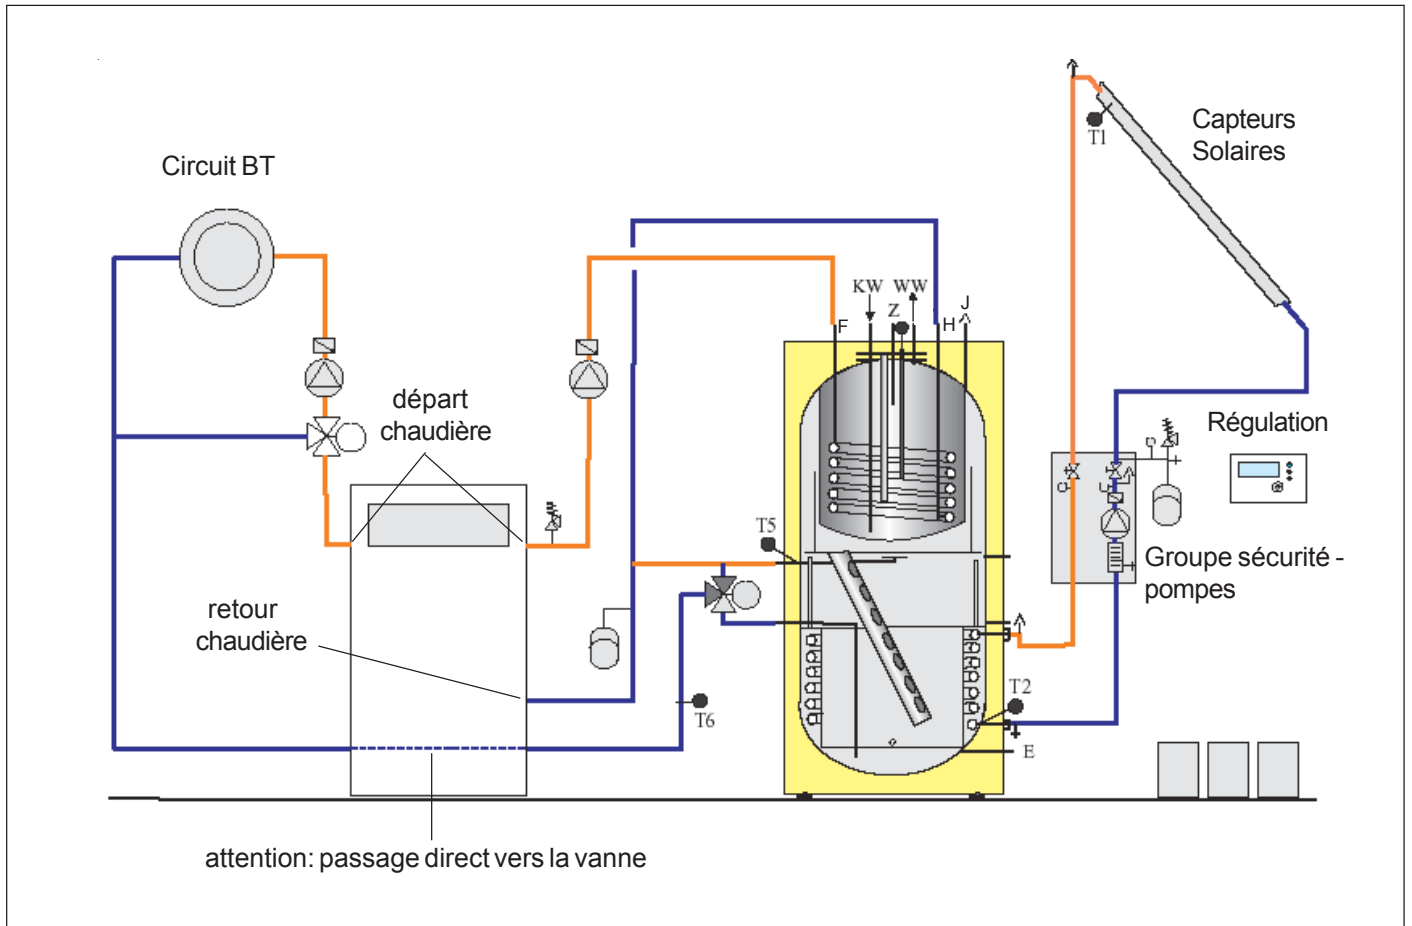 Circuit BT
Capteurs
Solaires
T1
KW
WW
Z
F
H
J
départ
chaudière
Régulation
T5
Groupe sécurité -
pompes
retour
chaudière
T6
T2
E
attention: passage direct vers la vanne